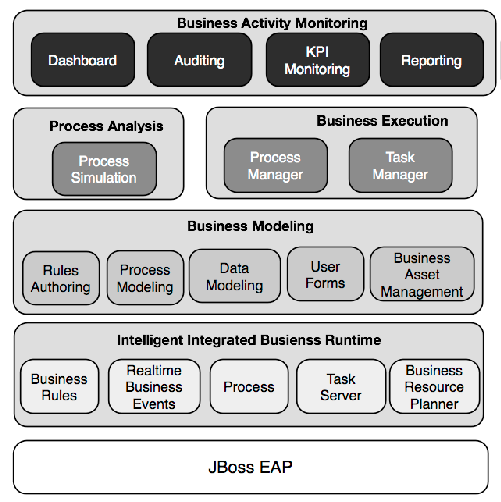 Business Activity Monitoring
Dashboard
Auditing
KPI
Monitoring
Reporting
Process Analysis
Process
Simulation
Business Execution
Process
Manager
Task
Manager
Business Modeling
Rules
Authoring
Process
Modeling
Data
Modeling
User
Forms
Business
Asset
Management
Intelligent Integrated Busienss Runtime
Business
Rules
Realtime
Business
Events
Process
Task
Server
Business
Resource
Planner
JBoss EAP